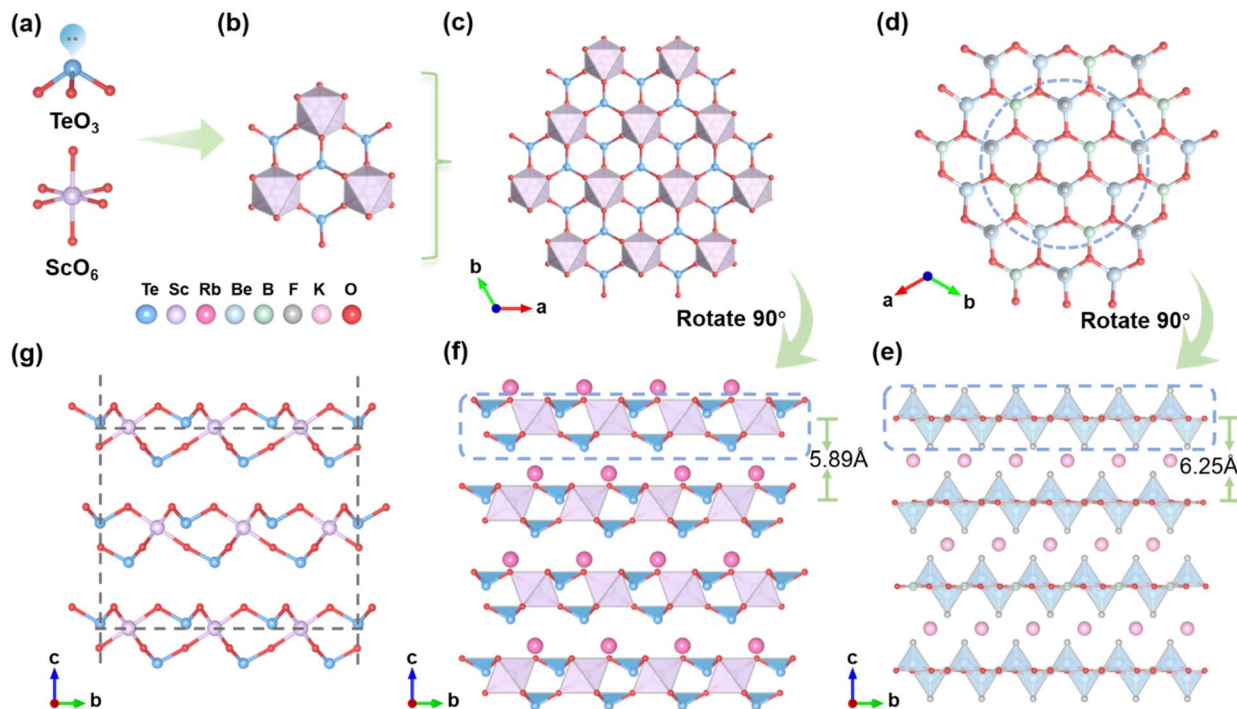 (a)
(b)
(c)
(d)
TeO₃
ScO₆
Te Sc Rb Be B F K O
b
a
Rotate 90°
a
b
Rotate 90°
(g)
(f)
(e)
5.89Å
6.25Å
c
b
c
b
c
b